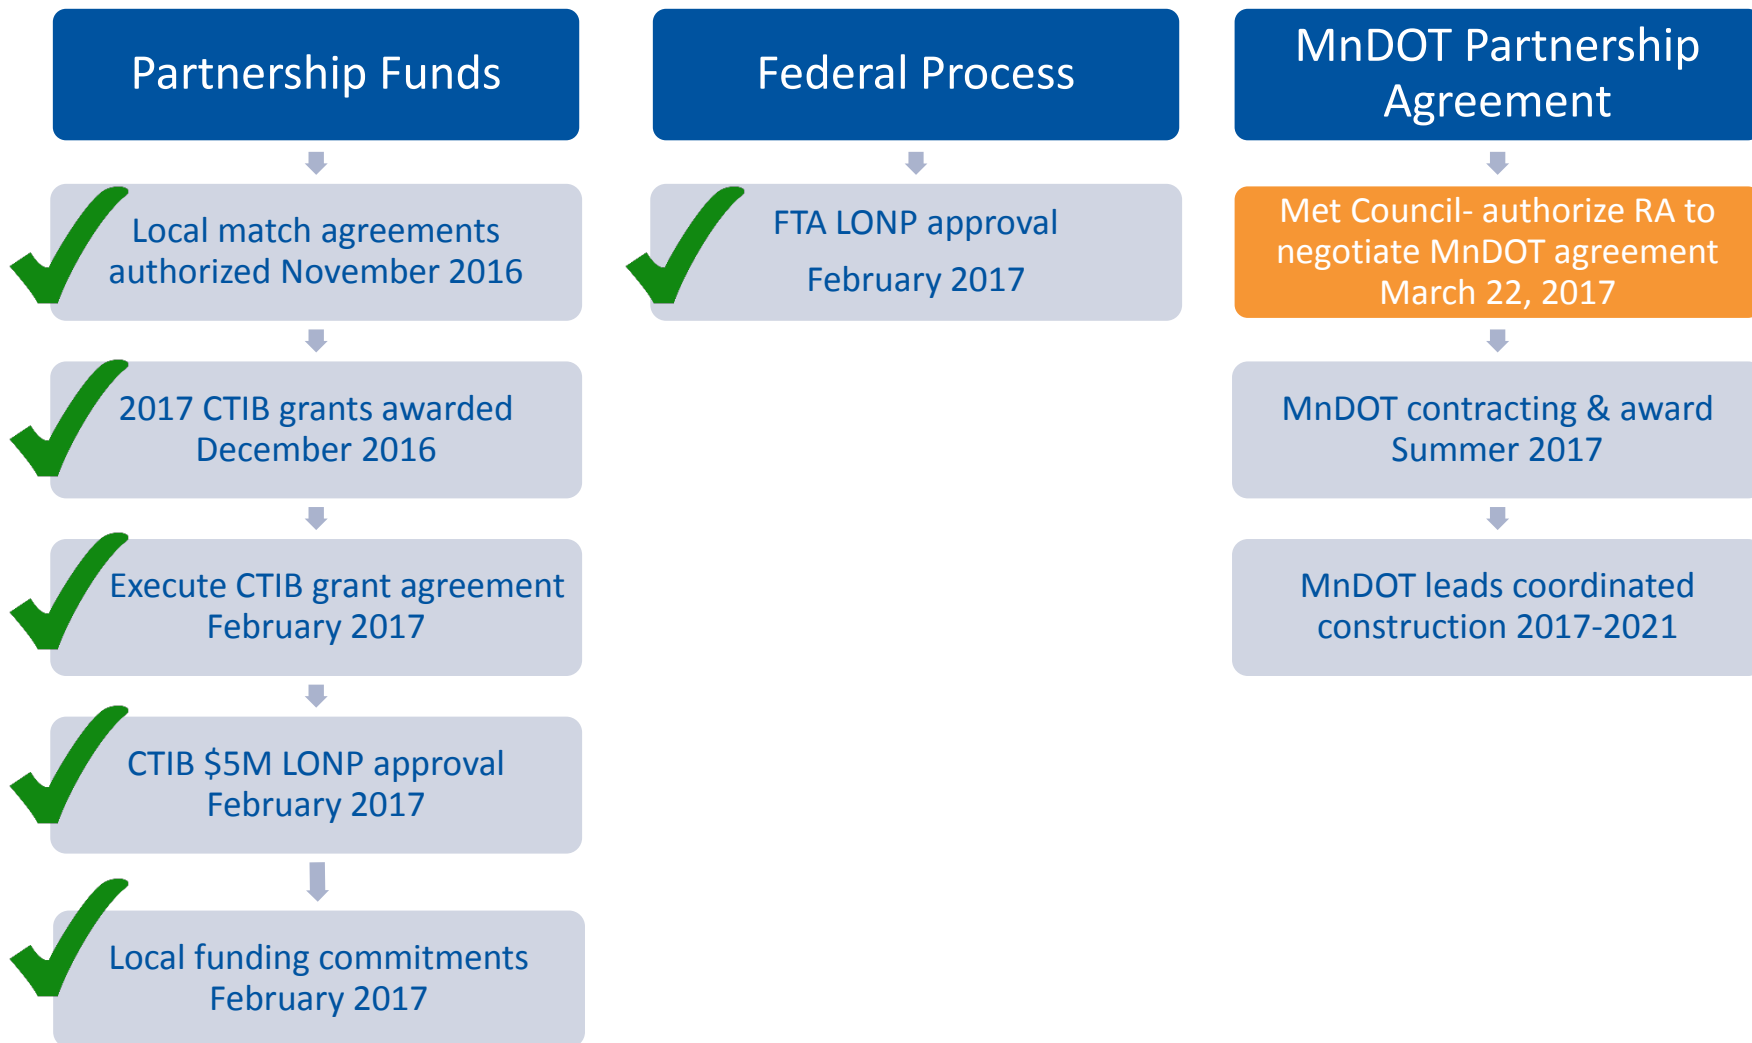 Partnership Funds
Local match agreements
authorized November 2016
2017 CTIB grants awarded
December 2016
Execute CTIB grant agreement
February 2017
CTIB $5M LONP approval
February 2017
Local funding commitments
February 2017
Federal Process
FTA LONP approval
February 2017
MnDOT Partnership
Agreement
Met Council- authorize RA to
negotiate MnDOT agreement
March 22, 2017
MnDOT contracting & award
Summer 2017
MnDOT leads coordinated
construction 2017-2021